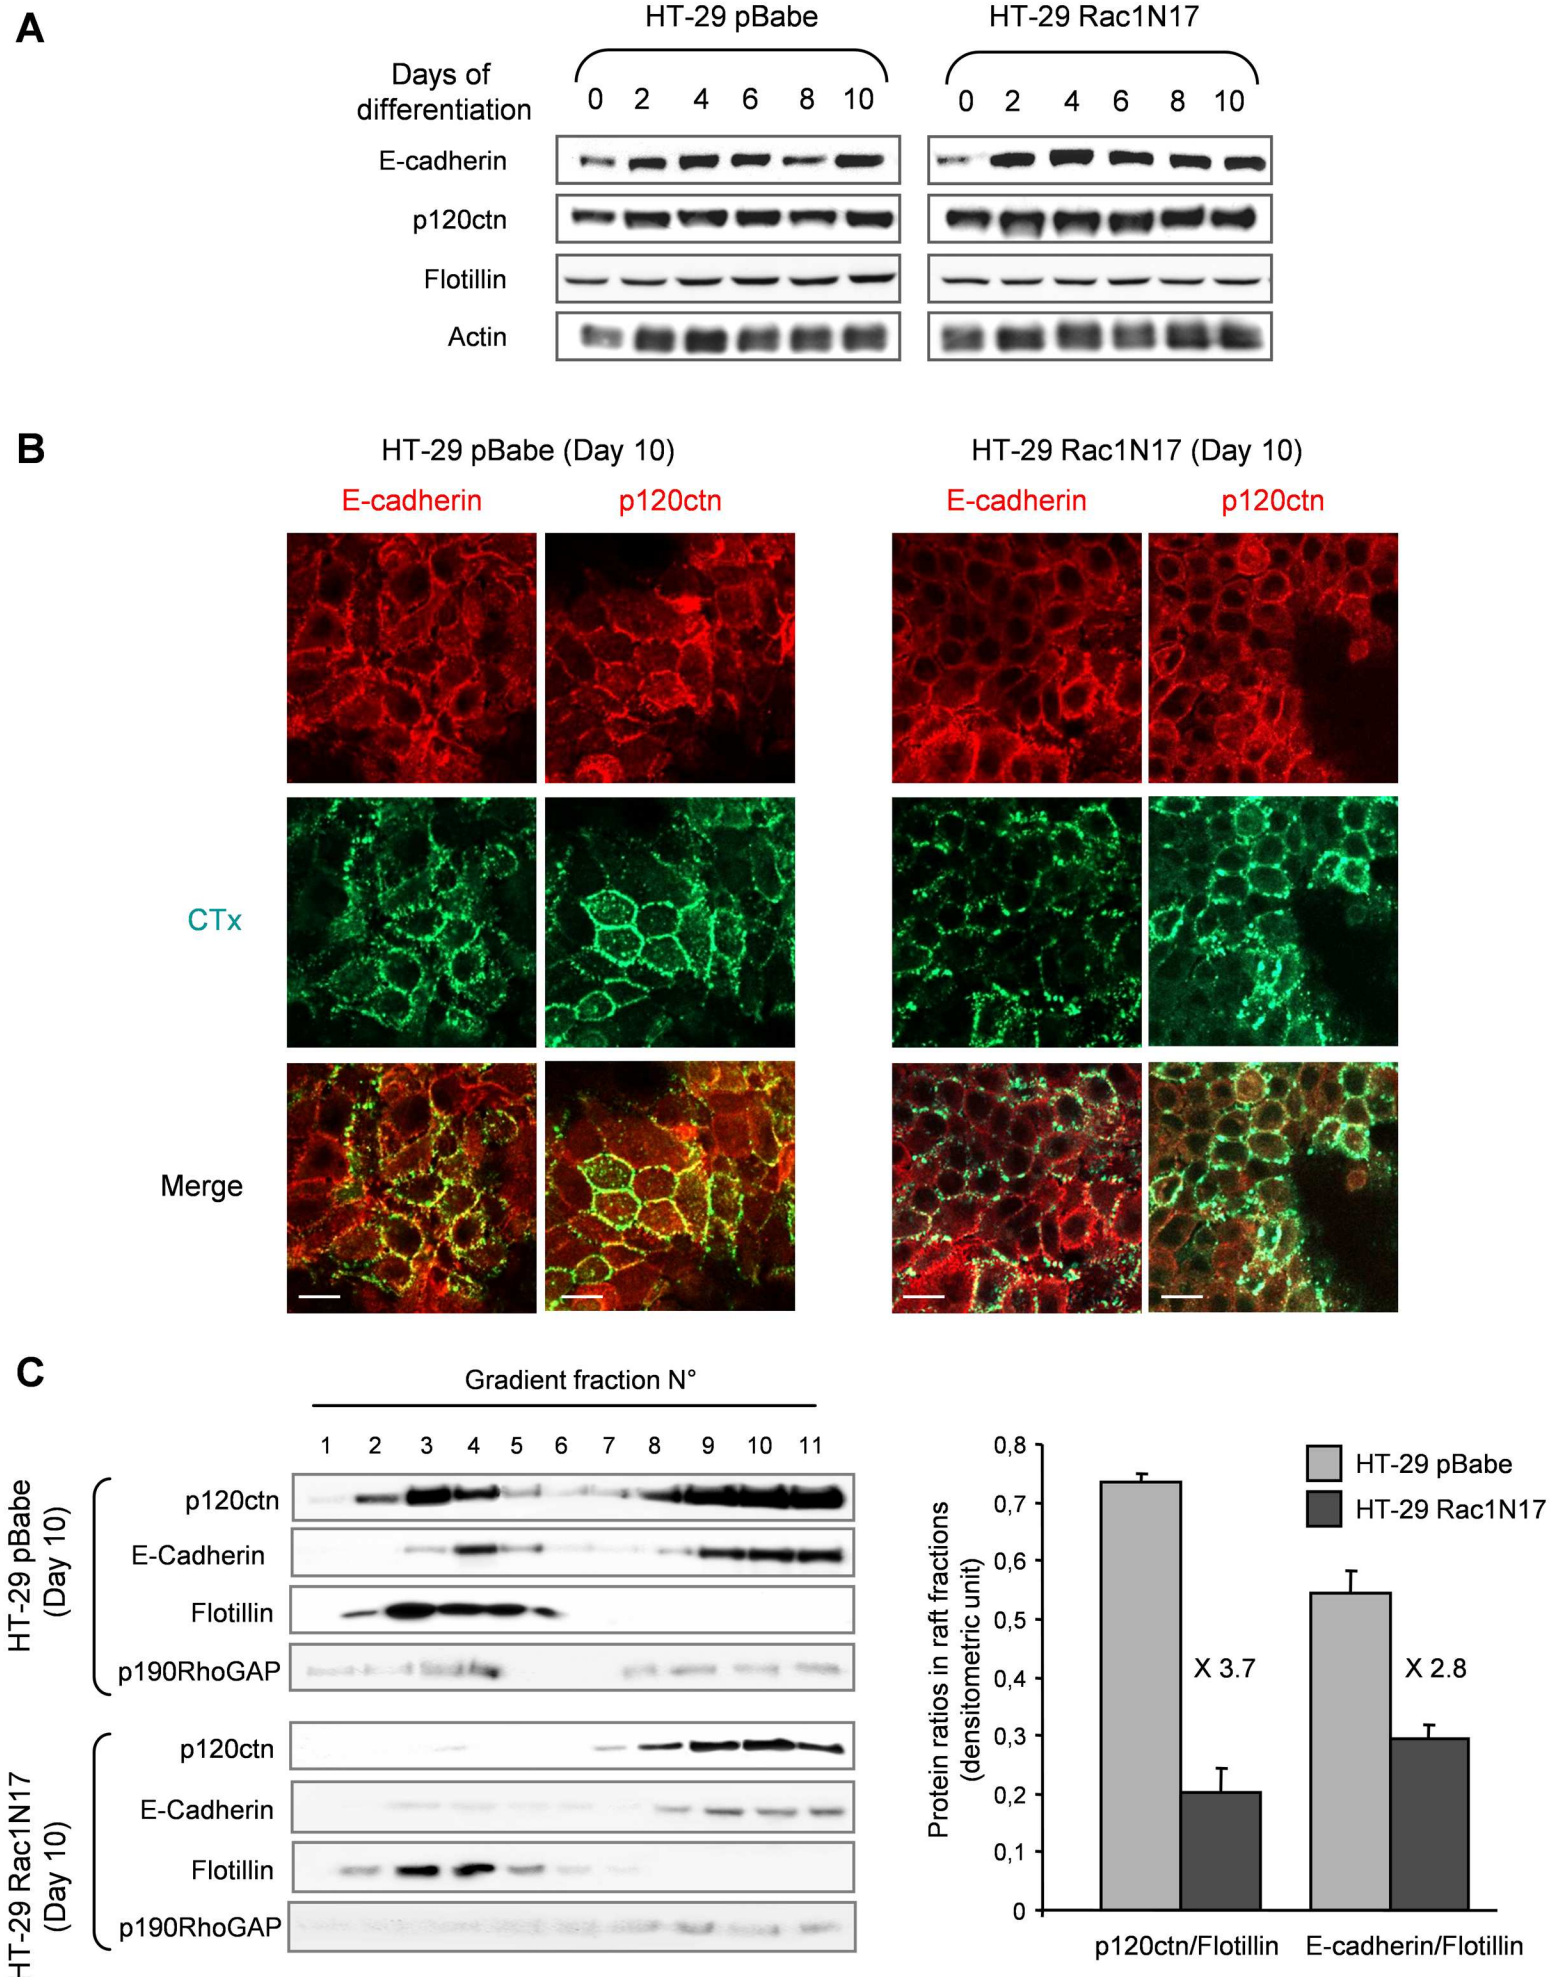 A
HT-29 pBabe
HT-29 Rac1N17
Days of
differentiation
0 2 4 6 8 10
0 2 4 6 8 10
E-cadherin
p120ctn
Flotillin
Actin
B
HT-29 pBabe (Day 10)
HT-29 Rac1N17 (Day 10)
E-cadherin
p120ctn
E-cadherin
p120ctn
CTx
Merge
C
Gradient fraction N°
1 2 3 4 5 6 7 8 9 10 11
HT-29 pBabe
(Day 10)
p120ctn
E-Cadherin
Flotillin
p190RhoGAP
HT-29 Rac1N17
(Day 10)
p120ctn
E-Cadherin
Flotillin
p190RhoGAP
Protein ratios in raft fractions
(densitometric unit)
0,8
0,7
0,6
0,5
0,4
0,3
0,2
0,1
0
HT-29 pBabe
HT-29 Rac1N17
X 3.7
X 2.8
p120ctn/Flotillin
E-cadherin/Flotillin